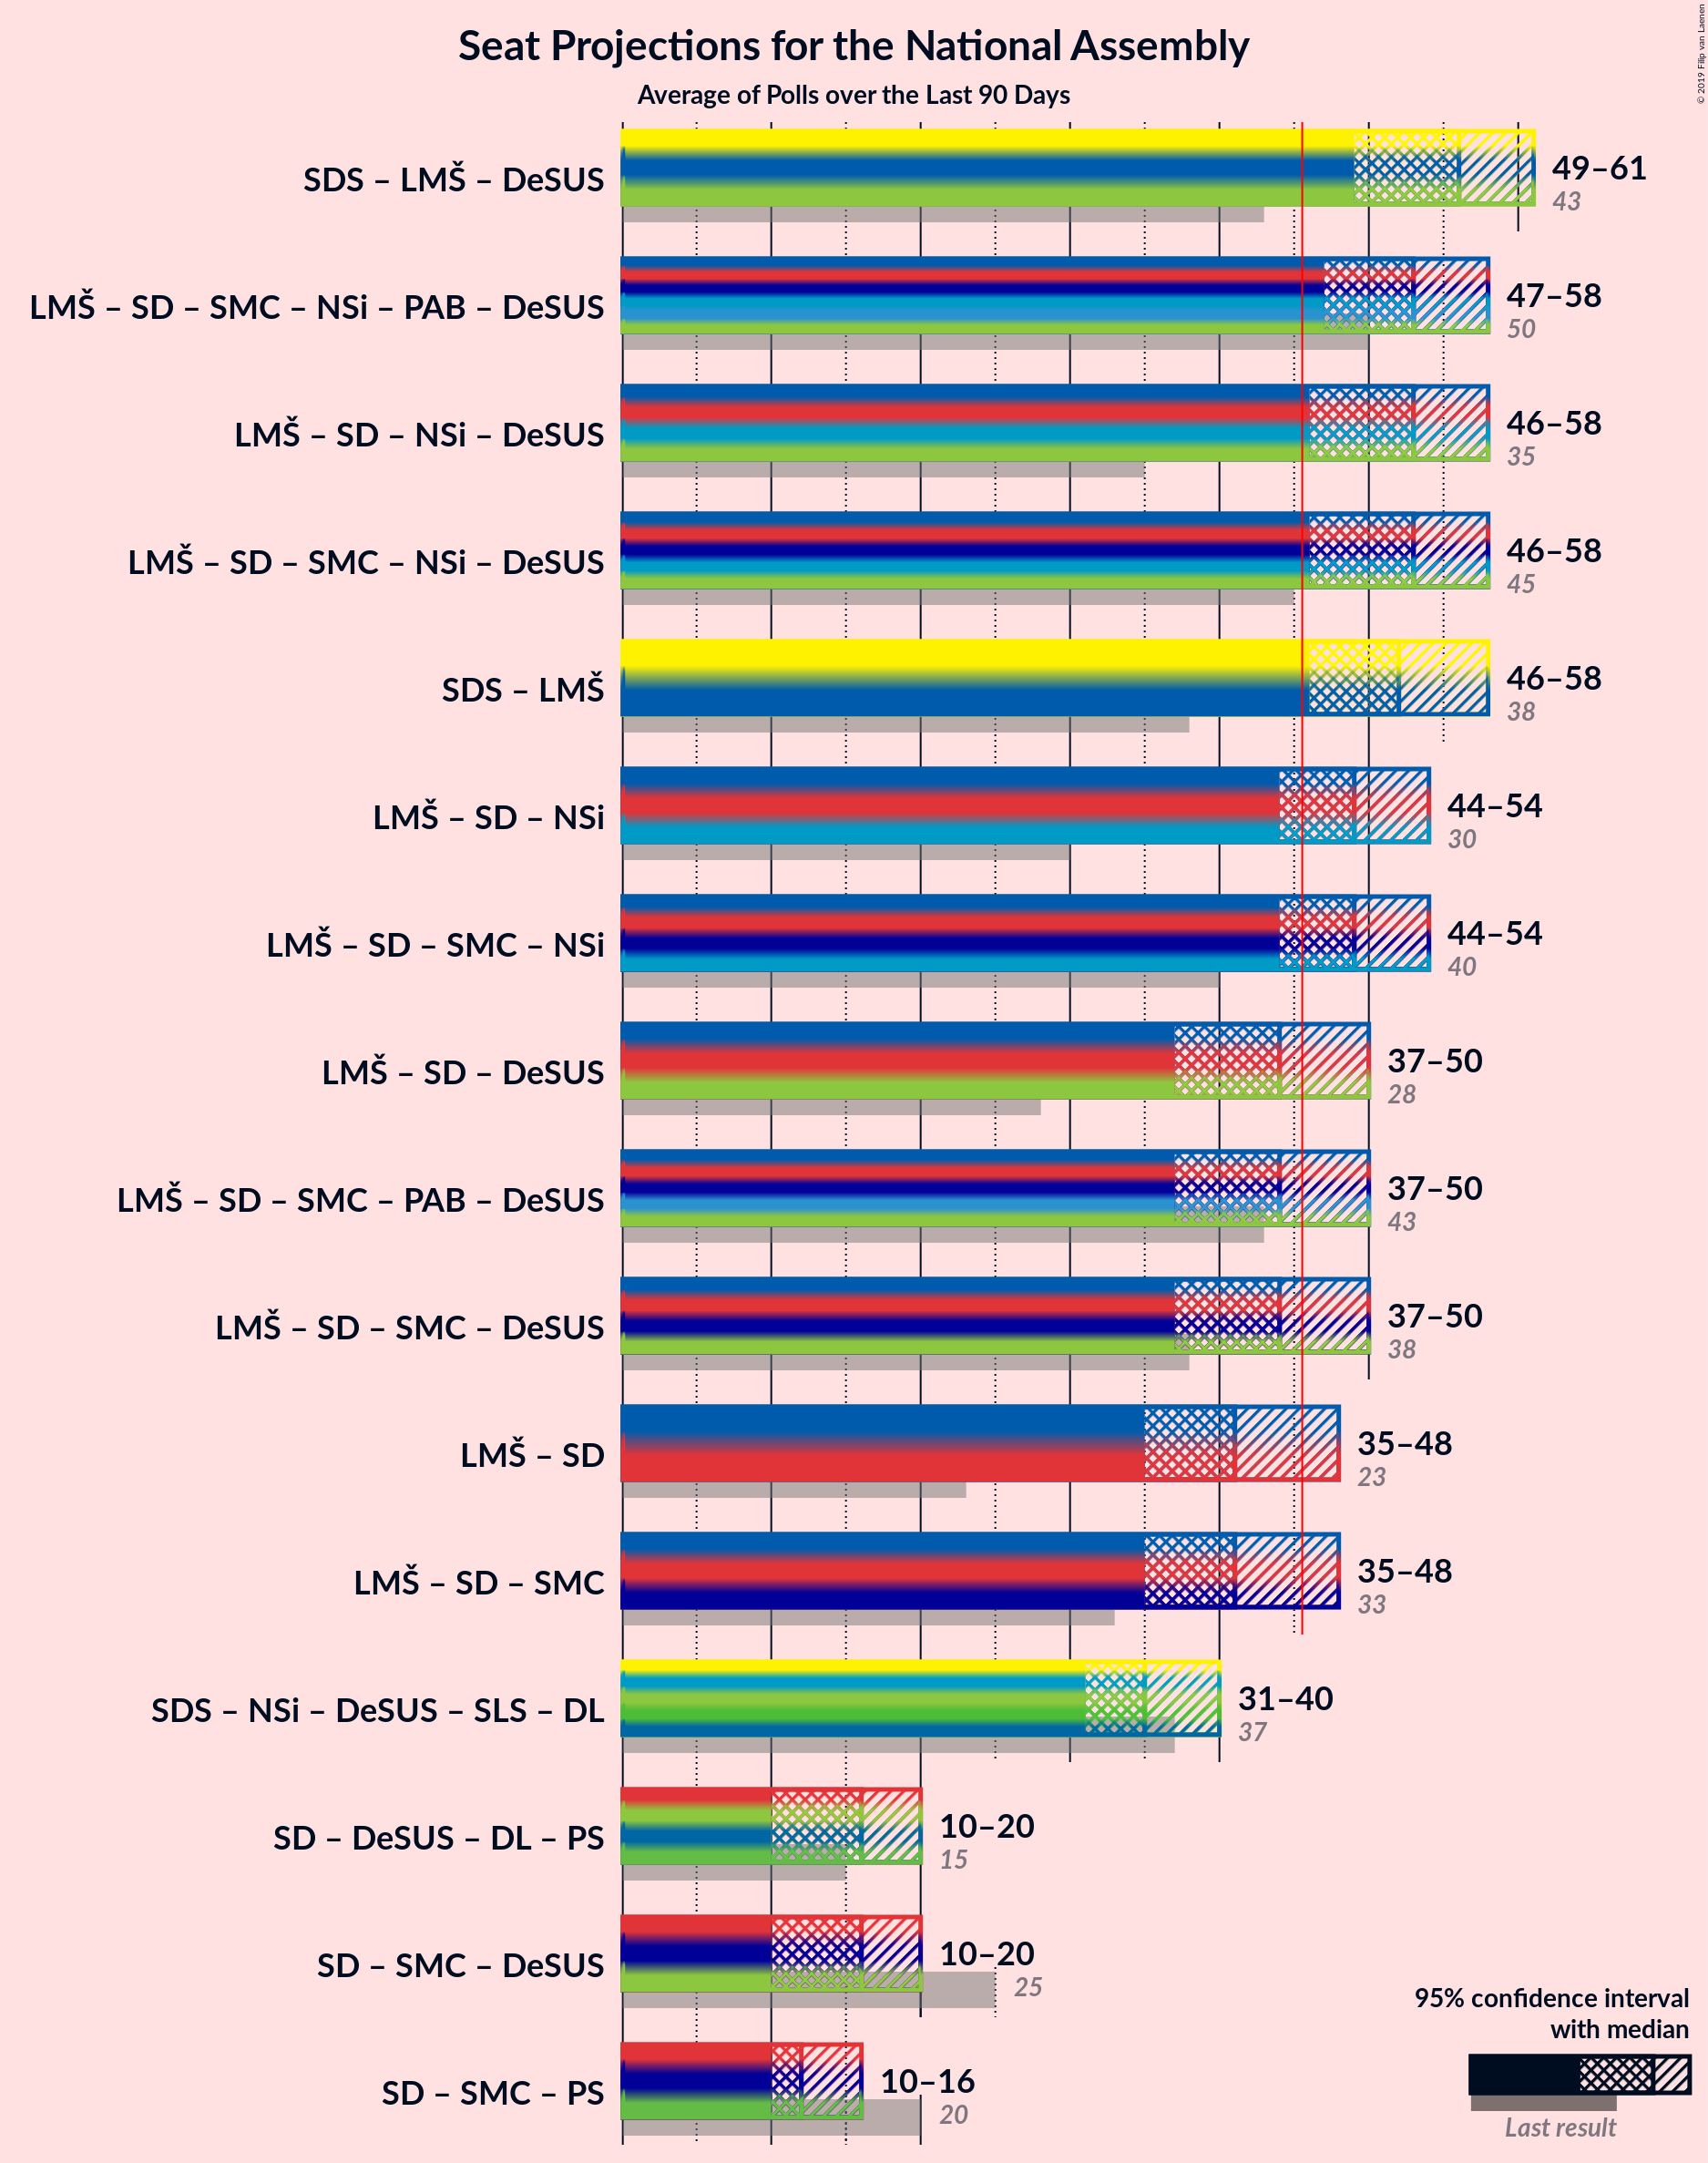 © 2019 Filip van Laenen
Seat Projections for the National Assembly
Average of Polls over the Last 90 Days
SDS – LMŠ – DeSUS
49–61
43
LMŠ – SD – SMC – NSi – PAB – DeSUS
47–58
50
LMŠ – SD – NSi – DeSUS
46–58
35
LMŠ – SD – SMC – NSi – DeSUS
46–58
45
SDS – LMŠ
46–58
38
LMŠ – SD – NSi
44–54
30
LMŠ – SD – SMC – NSi
44–54
40
LMŠ – SD – DeSUS
37–50
28
LMŠ – SD – SMC – PAB – DeSUS
37–50
43
LMŠ – SD – SMC – DeSUS
37–50
38
LMŠ – SD
35–48
23
LMŠ – SD – SMC
35–48
33
SDS – NSi – DeSUS – SLS – DL
31–40
37
SD – DeSUS – DL – PS
10–20
15
SD – SMC – DeSUS
10–20
25
SD – SMC – PS
10–16
20
95% confidence interval
with median
Last result